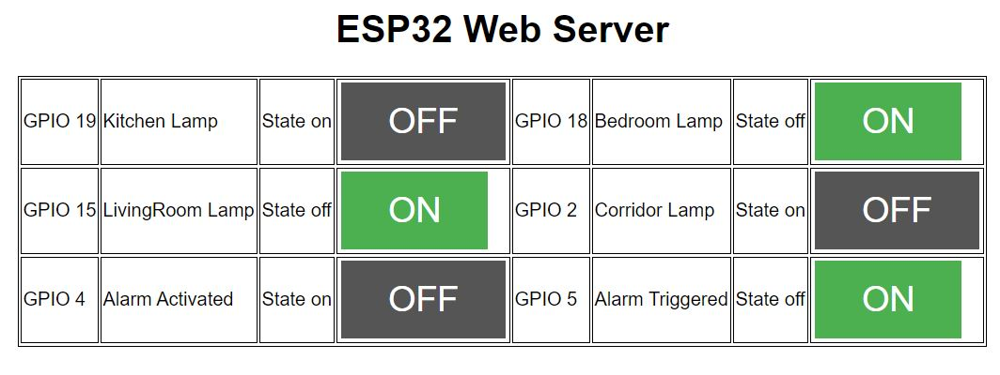 ESP32 Web Server
GPIO 19 Kitchen Lamp State on OFF GPIO 18 Bedroom Lamp State off ON
GPIO 15 LivingRoom Lamp State off ON GPIO 2 Corridor Lamp State on OFF
GPIO 4 Alarm Activated State on OFF GPIO 5 Alarm Triggered State off ON